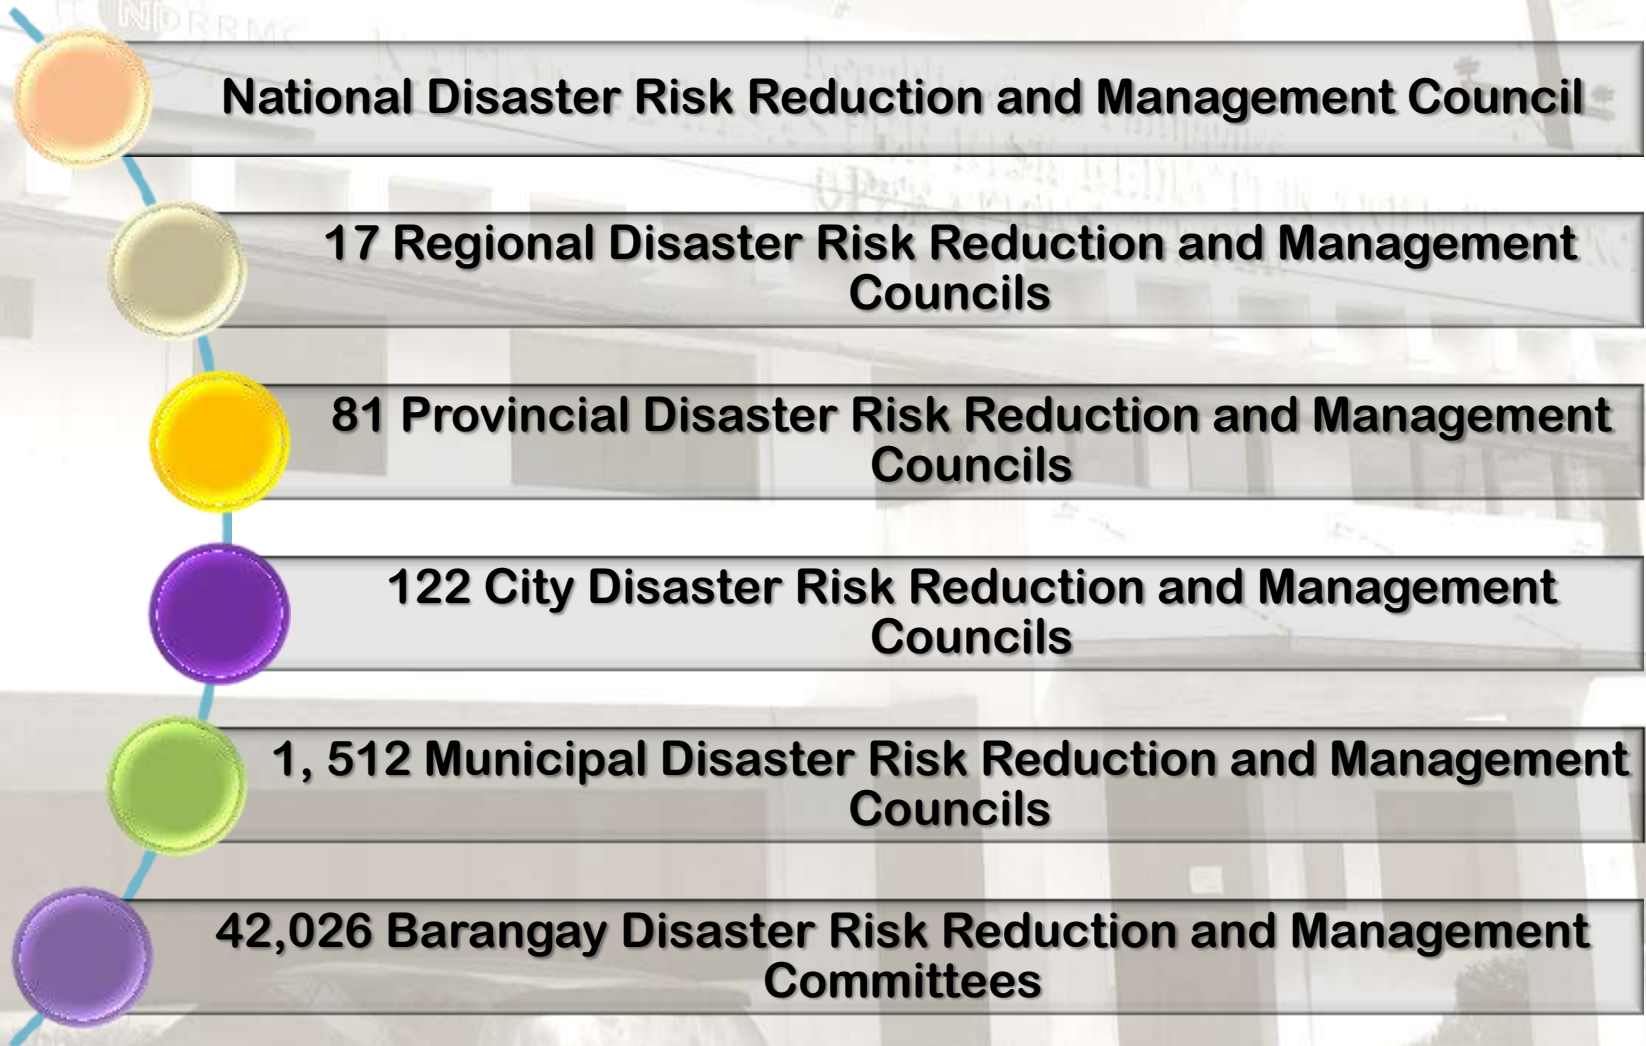 National Disaster Risk Reduction and Management Council
17 Regional Disaster Risk Reduction and Management
Councils
81 Provincial Disaster Risk Reduction and Management
Councils
122 City Disaster Risk Reduction and Management
Councils
1, 512 Municipal Disaster Risk Reduction and Management
Councils
42,026 Barangay Disaster Risk Reduction and Management
Committees